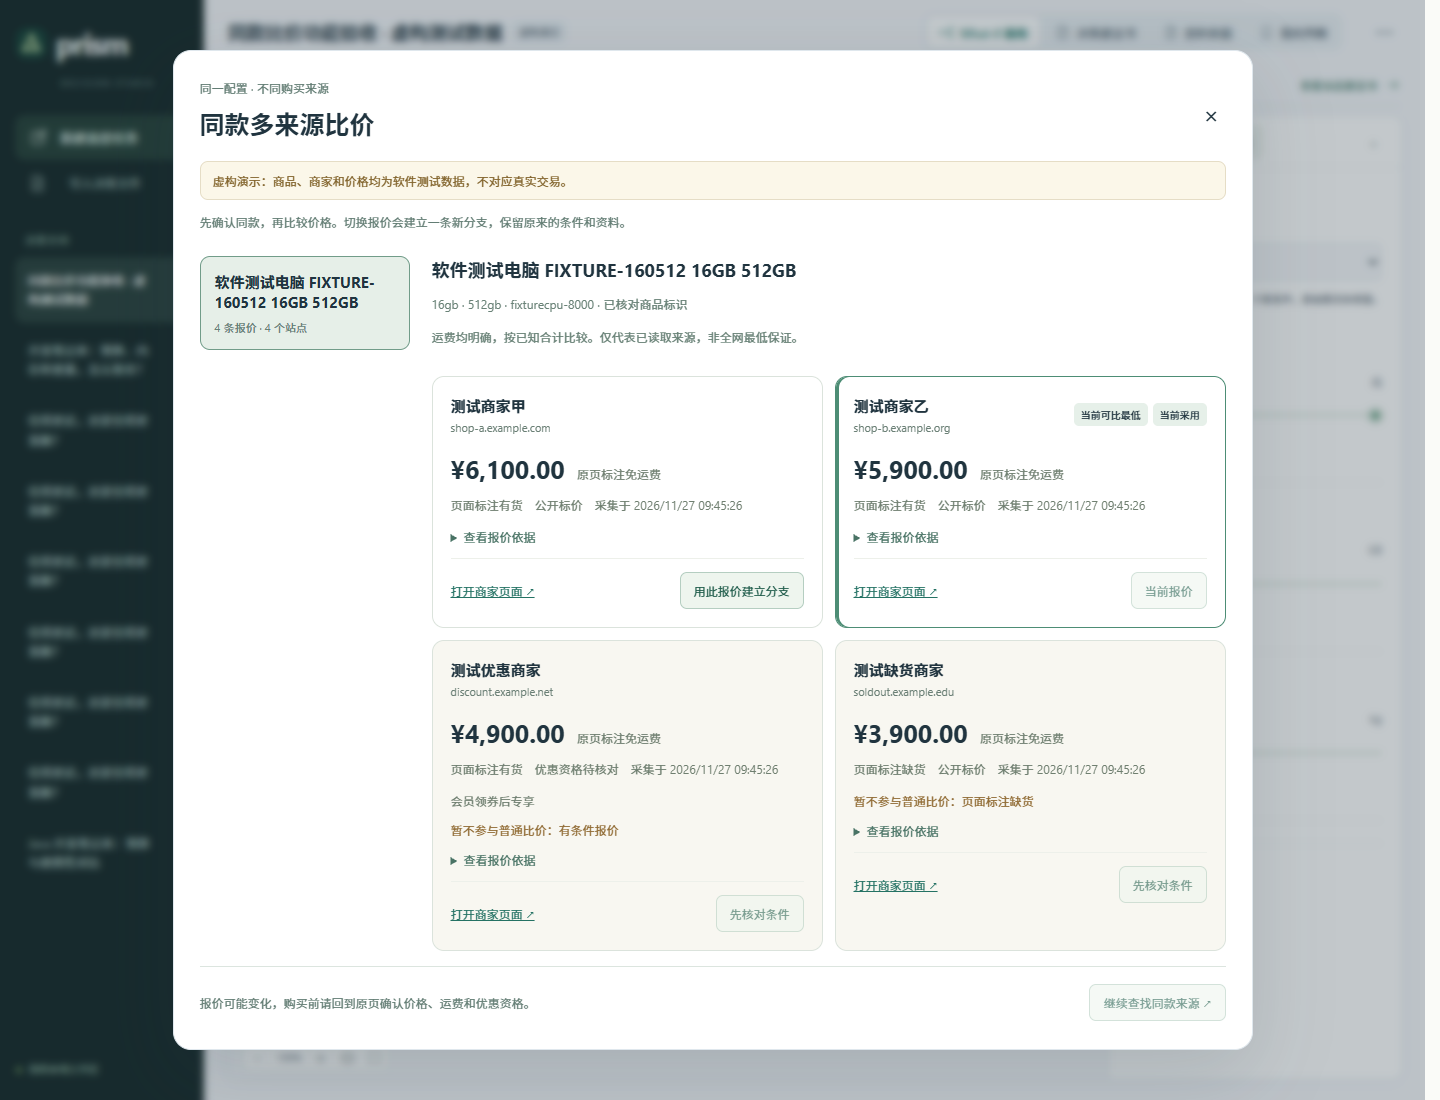 prism
同一配置 · 不同购买来源
同款多来源比价
×
虚构演示：商品、商家和价格均为软件测试数据，不对应真实交易。
先确认同款，再比较价格。切换报价会建立一条新分支，保留原来的条件和资料。
软件测试电脑 FIXTURE-
160512 16GB 512GB
4 条报价 · 4 个站点
软件测试电脑 FIXTURE-160512 16GB 512GB
16gb · 512gb · fixturecpu-8000 · 已核对商品标识
运费均明确，按已知合计比较。仅代表已读取来源，非全网最低保证。
测试商家甲
shop-a.example.com
¥6,100.00 原页标注免运费
页面标注有货 公开标价 采集于 2026/11/27 09:45:26
▶ 查看报价依据
打开商家页面 ↗ 用此报价建立分支
测试商家乙 当前可比最低 当前采用
shop-b.example.org
¥5,900.00 原页标注免运费
页面标注有货 公开标价 采集于 2026/11/27 09:45:26
▶ 查看报价依据
打开商家页面 ↗ 当前报价
测试优惠商家
discount.example.net
¥4,900.00 原页标注免运费
页面标注有货 优惠资格待核对 采集于 2026/11/27 09:45:26
会员领券后专享
暂不参与普通比价：有条件报价
▶ 查看报价依据
打开商家页面 ↗ 先核对条件
测试缺货商家
soldout.example.edu
¥3,900.00 原页标注免运费
页面标注缺货 公开标价 采集于 2026/11/27 09:45:26
暂不参与普通比价：页面标注缺货
▶ 查看报价依据
打开商家页面 ↗ 先核对条件
报价可能变化，购买前请回到原页确认价格、运费和优惠资格。
继续查找同款来源 ↗